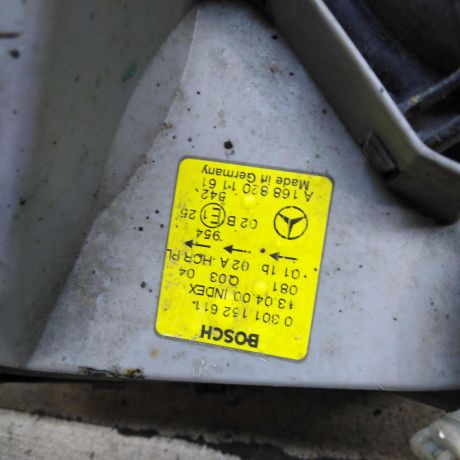 BOSCH
0 301 152 611
13.04.00 INDEX
081 Q03 04
01 1b 02 A HCR PL
954
02 B E1 25
542
A 168 820 11 61
Made in Germany